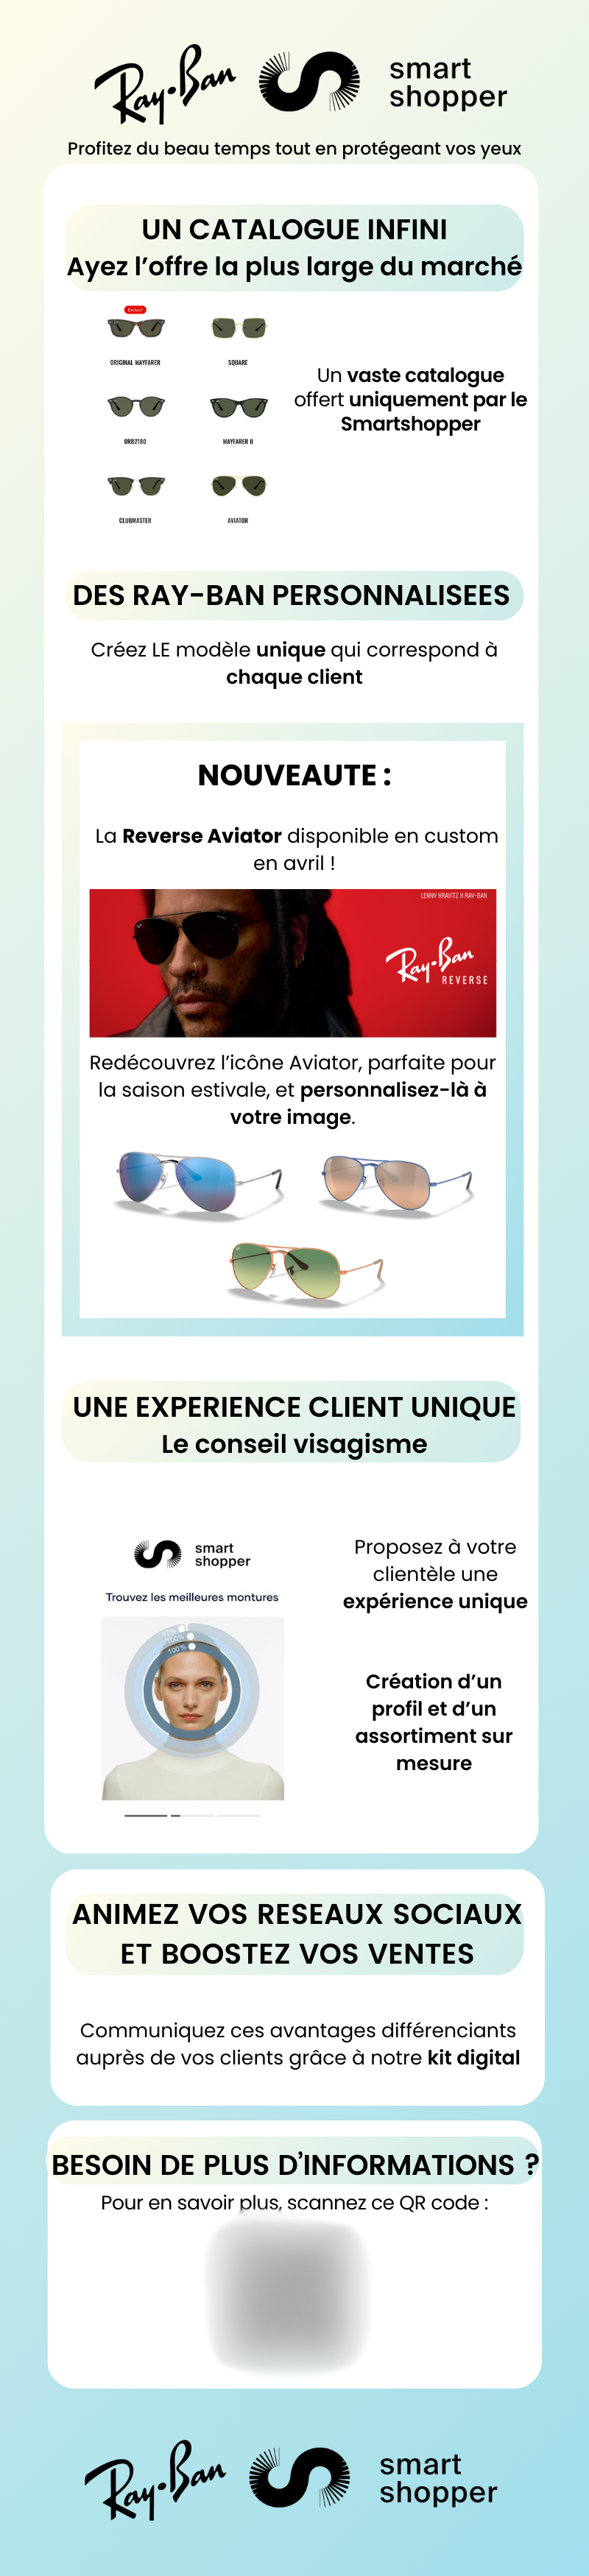 Ray-Ban
smart
shopper
Profitez du beau temps tout en protégeant vos yeux
UN CATALOGUE INFINI
Ayez l’offre la plus large du marché
Exclusif
ORIGINAL WAYFARER
SQUARE
ORB2180
WAYFARER II
CLUBMASTER
AVIATOR
Un vaste catalogue
offert uniquement par le
Smartshopper
DES RAY-BAN PERSONNALISEES
Créez LE modèle unique qui correspond à
chaque client
NOUVEAUTE :
La Reverse Aviator disponible en custom
en avril !
LENNY KRAVITZ X RAY-BAN
Ray-Ban
REVERSE
Redécouvrez l’icône Aviator, parfaite pour
la saison estivale, et personnalisez-là à
votre image.
UNE EXPERIENCE CLIENT UNIQUE
Le conseil visagisme
smart
shopper
Trouvez les meilleures montures
100%
Proposez à votre
clientèle une
expérience unique
Création d’un
profil et d’un
assortiment sur
mesure
ANIMEZ VOS RESEAUX SOCIAUX
ET BOOSTEZ VOS VENTES
Communiquez ces avantages différenciants
auprès de vos clients grâce à notre kit digital
BESOIN DE PLUS D’INFORMATIONS ?
Pour en savoir plus, scannez ce QR code :
Ray-Ban
smart
shopper